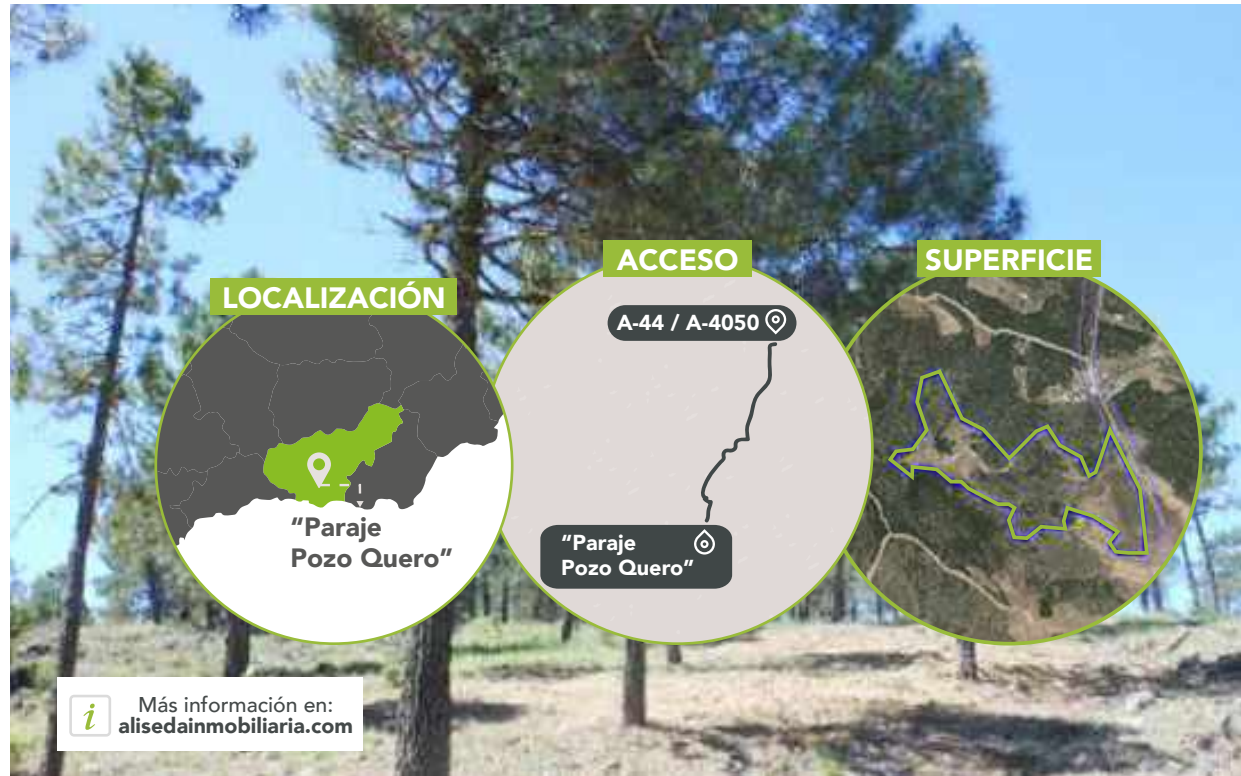 LOCALIZACIÓN
"Paraje
Pozo Quero"
ACCESO
A-44 / A-4050
"Paraje
Pozo Quero"
SUPERFICIE
i
Más información en:
alisedainmobiliaria.com